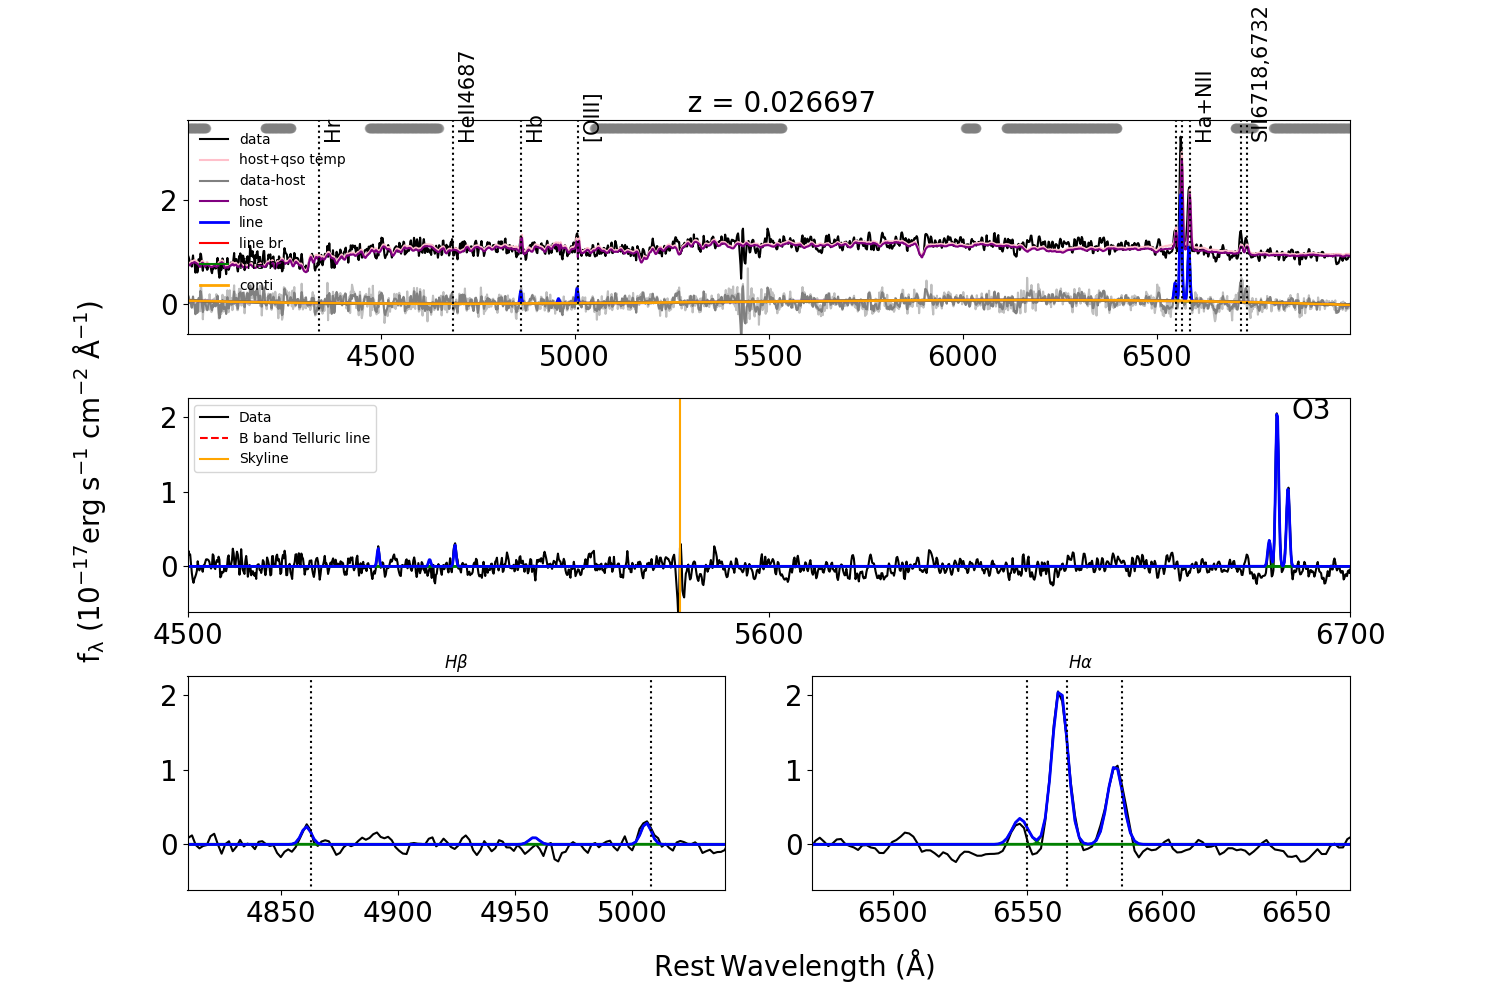 z = 0.026697
Hr
HeII4687
Hb
[OIII]
Ha+NII
SII6718,6732
data
host+qso temp
data-host
host
line
line br
conti
2
0
4500
5000
5500
6000
6500
f_λ (10^−17 erg s^−1 cm^−2 Å^−1)
Data
B band Telluric line
Skyline
O3
2
1
0
4500
5600
6700
Hβ
2
1
0
4850
4900
4950
5000
Hα
2
1
0
6500
6550
6600
6650
Rest Wavelength (Å)